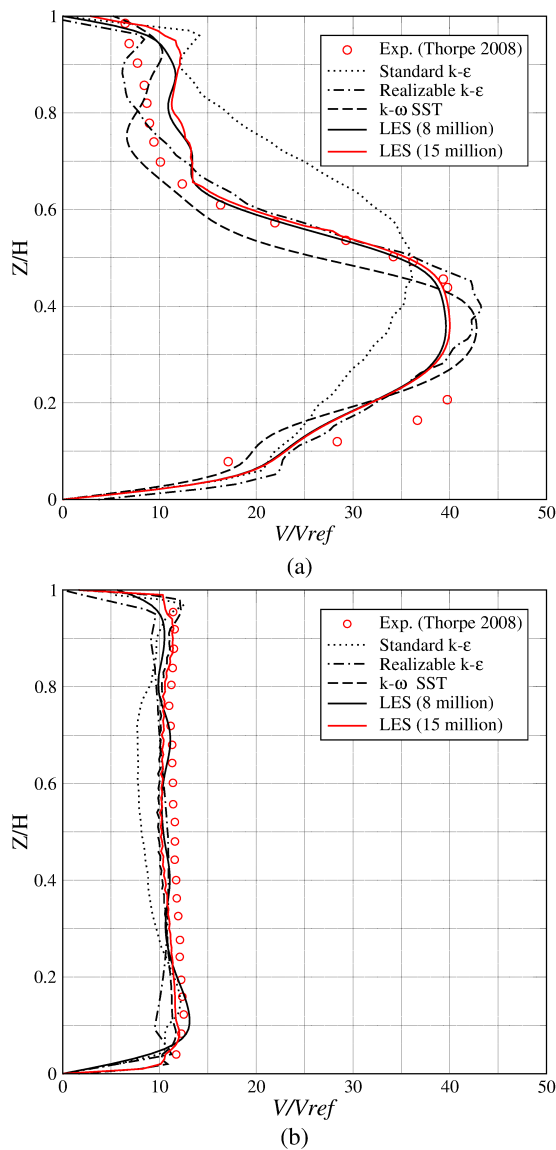 1
0.8
0.6
0.4
0.2
0
Z/H
0
10
20
30
40
50
V/Vref
Exp. (Thorpe 2008)
Standard k-ε
Realizable k-ε
k-ω SST
LES (8 million)
LES (15 million)
(a)
1
0.8
0.6
0.4
0.2
0
Z/H
0
10
20
30
40
50
V/Vref
Exp. (Thorpe 2008)
Standard k-ε
Realizable k-ε
k-ω SST
LES (8 million)
LES (15 million)
(b)